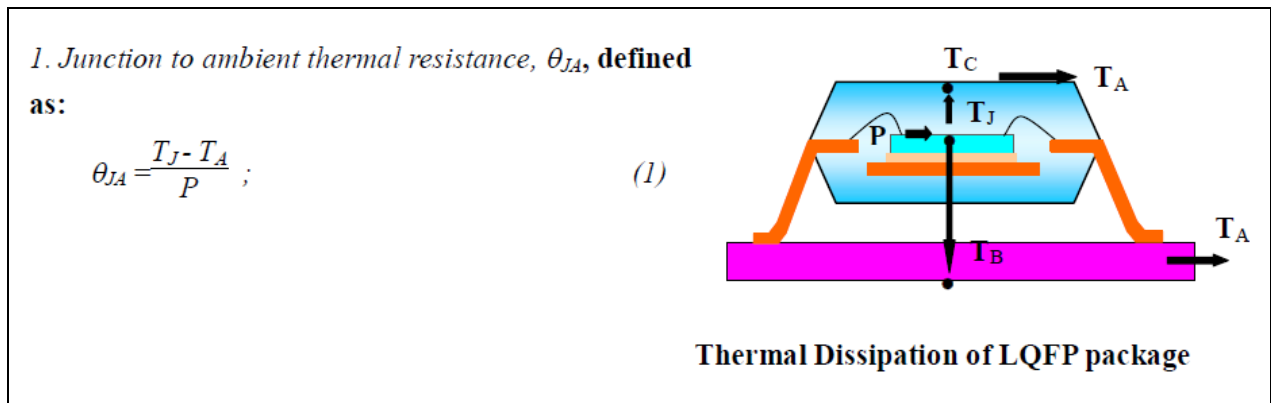 1. Junction to ambient thermal resistance, θJA, defined
as:
θJA = TJ - TA / P ; (1)
TC
TA
TJ
P
TA
TB
Thermal Dissipation of LQFP package